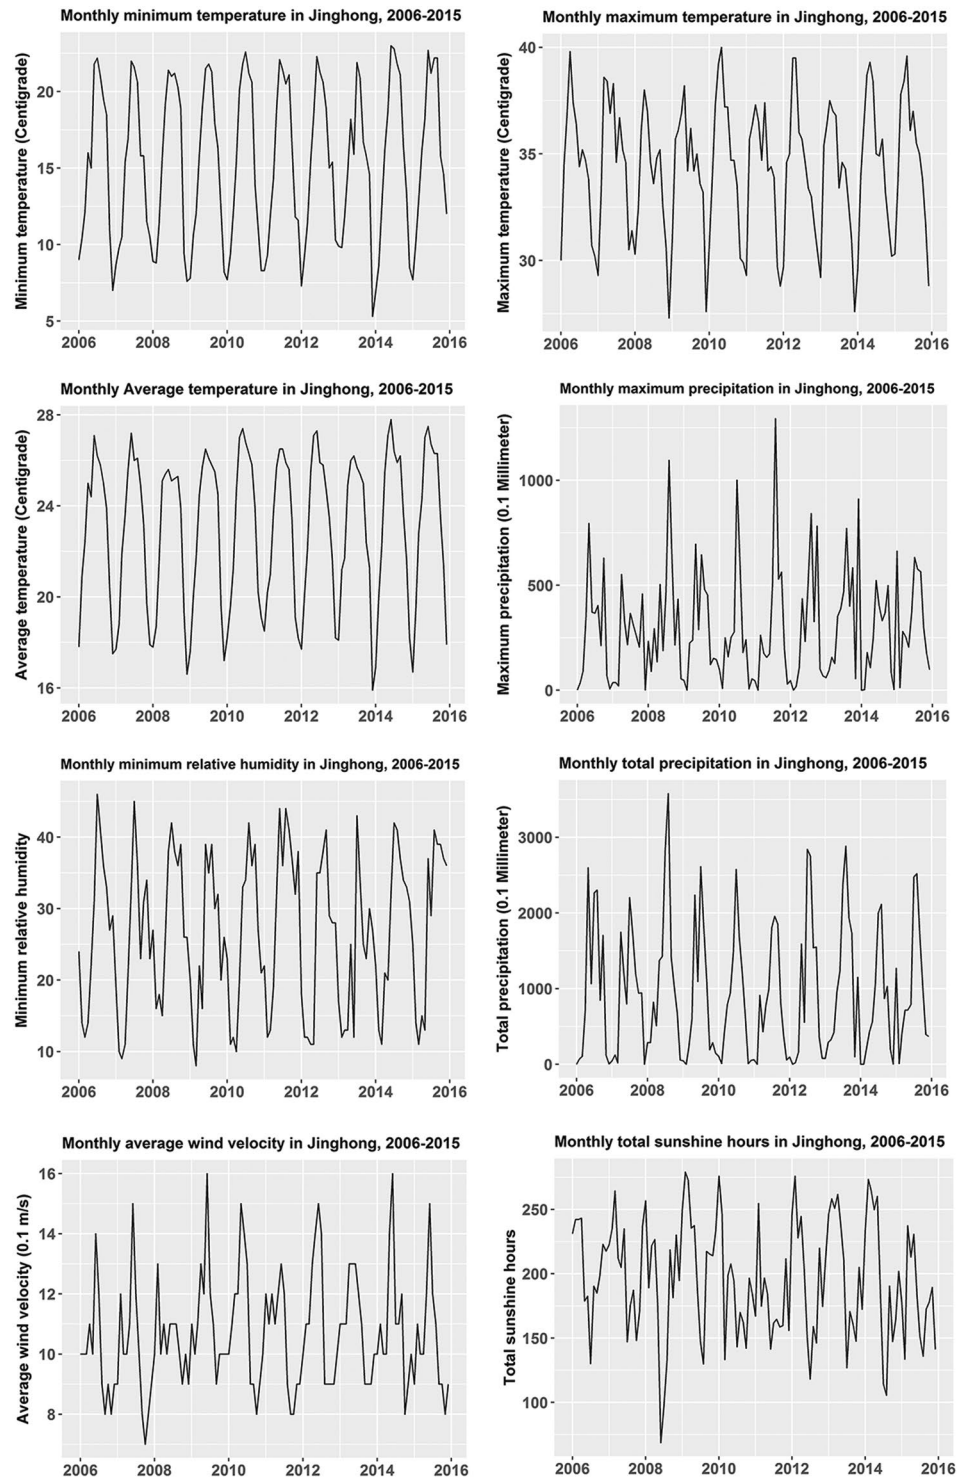 Monthly minimum temperature in Jinghong, 2006-2015
Minimum temperature (Centigrade)
20
15
10
5
2006 2008 2010 2012 2014 2016
Monthly maximum temperature in Jinghong, 2006-2015
Maximum temperature (Centigrade)
40
35
30
2006 2008 2010 2012 2014 2016
Monthly Average temperature in Jinghong, 2006-2015
Average temperature (Centigrade)
28
24
20
16
2006 2008 2010 2012 2014 2016
Monthly maximum precipitation in Jinghong, 2006-2015
Maximum precipitation (0.1 Millimeter)
1000
500
0
2006 2008 2010 2012 2014 2016
Monthly minimum relative humidity in Jinghong, 2006-2015
Minimum relative humidity
40
30
20
10
2006 2008 2010 2012 2014 2016
Monthly total precipitation in Jinghong, 2006-2015
Total precipitation (0.1 Millimeter)
3000
2000
1000
0
2006 2008 2010 2012 2014 2016
Monthly average wind velocity in Jinghong, 2006-2015
Average wind velocity (0.1 m/s)
16
14
12
10
8
2006 2008 2010 2012 2014 2016
Monthly total sunshine hours in Jinghong, 2006-2015
Total sunshine hours
250
200
150
100
2006 2008 2010 2012 2014 2016